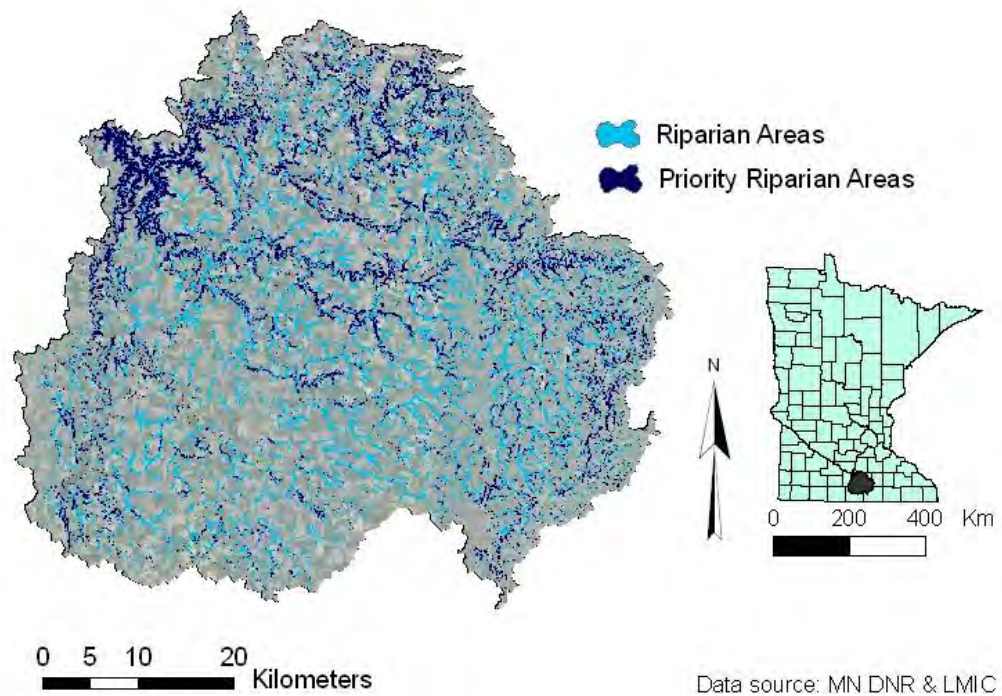 Riparian Areas
Priority Riparian Areas
N
0 200 400 Km
0 5 10 20 Kilometers
Data source: MN DNR & LMIC